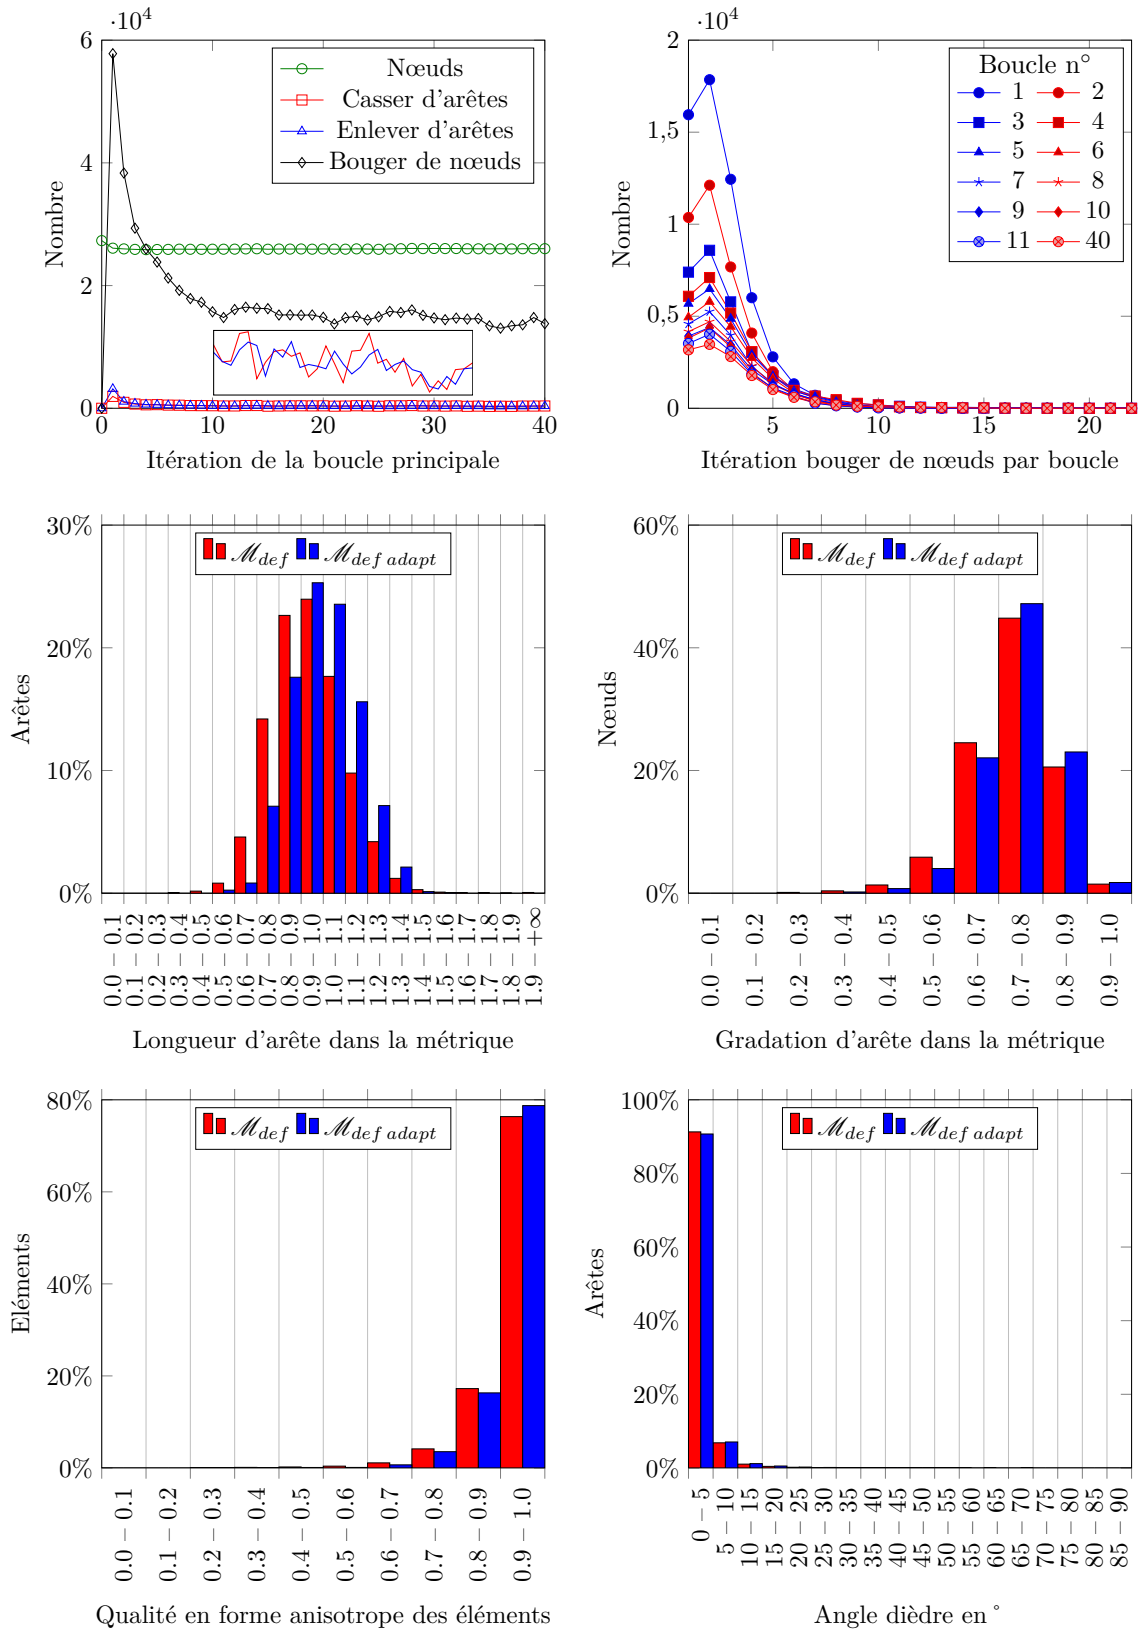 ·10⁴
6
4
2
0
0
10
20
30
40
Nombre
Nœuds
Casser d'arêtes
Enlever d'arêtes
Bouger de nœuds
Itération de la boucle principale
·10⁴
2
1,5
1
0.5
0
5
10
15
20
Nombre
Boucle n°
1 2
3 4
5 6
7 8
9 10
11 40
Itération bouger de nœuds par boucle
30%
20%
10%
0%
Arêtes
ℳdef ℳdef adapt
0.0 − 0.1
0.1 − 0.2
0.2 − 0.3
0.3 − 0.4
0.4 − 0.5
0.5 − 0.6
0.6 − 0.7
0.7 − 0.8
0.8 − 0.9
0.9 − 1.0
1.0 − 1.1
1.1 − 1.2
1.2 − 1.3
1.3 − 1.4
1.4 − 1.5
1.5 − 1.6
1.6 − 1.7
1.7 − 1.8
1.8 − 1.9
1.9 − +∞
Longueur d'arête dans la métrique
60%
40%
20%
0%
Nœuds
ℳdef ℳdef adapt
0.0 − 0.1
0.1 − 0.2
0.2 − 0.3
0.3 − 0.4
0.4 − 0.5
0.5 − 0.6
0.6 − 0.7
0.7 − 0.8
0.8 − 0.9
0.9 − 1.0
Gradation d'arête dans la métrique
80%
60%
40%
20%
0%
Eléments
ℳdef ℳdef adapt
0.0 − 0.1
0.1 − 0.2
0.2 − 0.3
0.3 − 0.4
0.4 − 0.5
0.5 − 0.6
0.6 − 0.7
0.7 − 0.8
0.8 − 0.9
0.9 − 1.0
Qualité en forme anisotrope des éléments
100%
80%
60%
40%
20%
0%
Arêtes
ℳdef ℳdef adapt
0 − 5
5 − 10
10 − 15
15 − 20
20 − 25
25 − 30
30 − 35
35 − 40
40 − 45
45 − 50
50 − 55
55 − 60
60 − 65
65 − 70
70 − 75
75 − 80
80 − 85
85 − 90
Angle dièdre en °